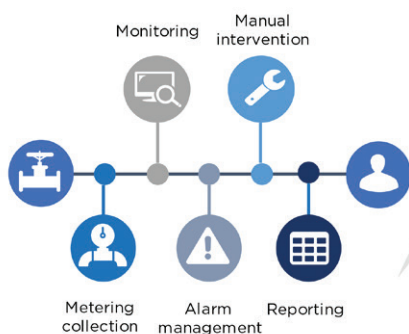 Monitoring
Manual
intervention
Metering
collection
Alarm
management
Reporting